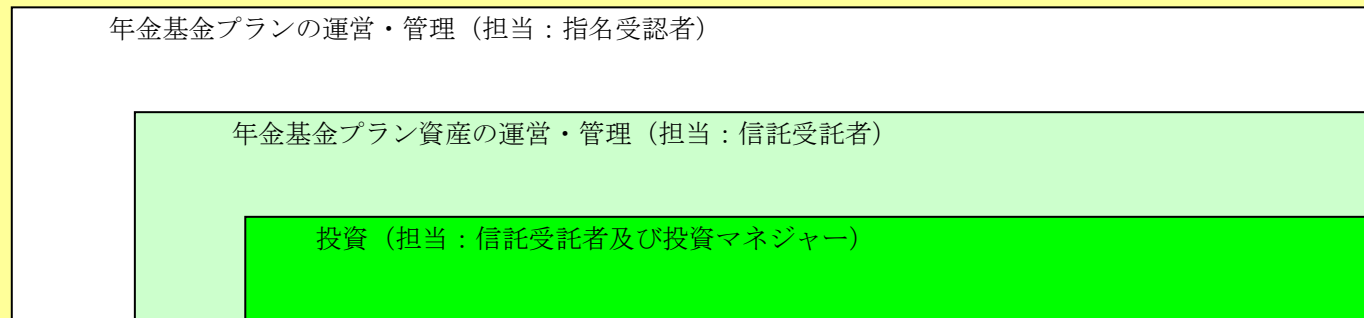 年金基金プランの運営・管理（担当：指名受認者）
年金基金プラン資産の運営・管理（担当：信託受託者）
投資（担当：信託受託者及び投資マネジャー）